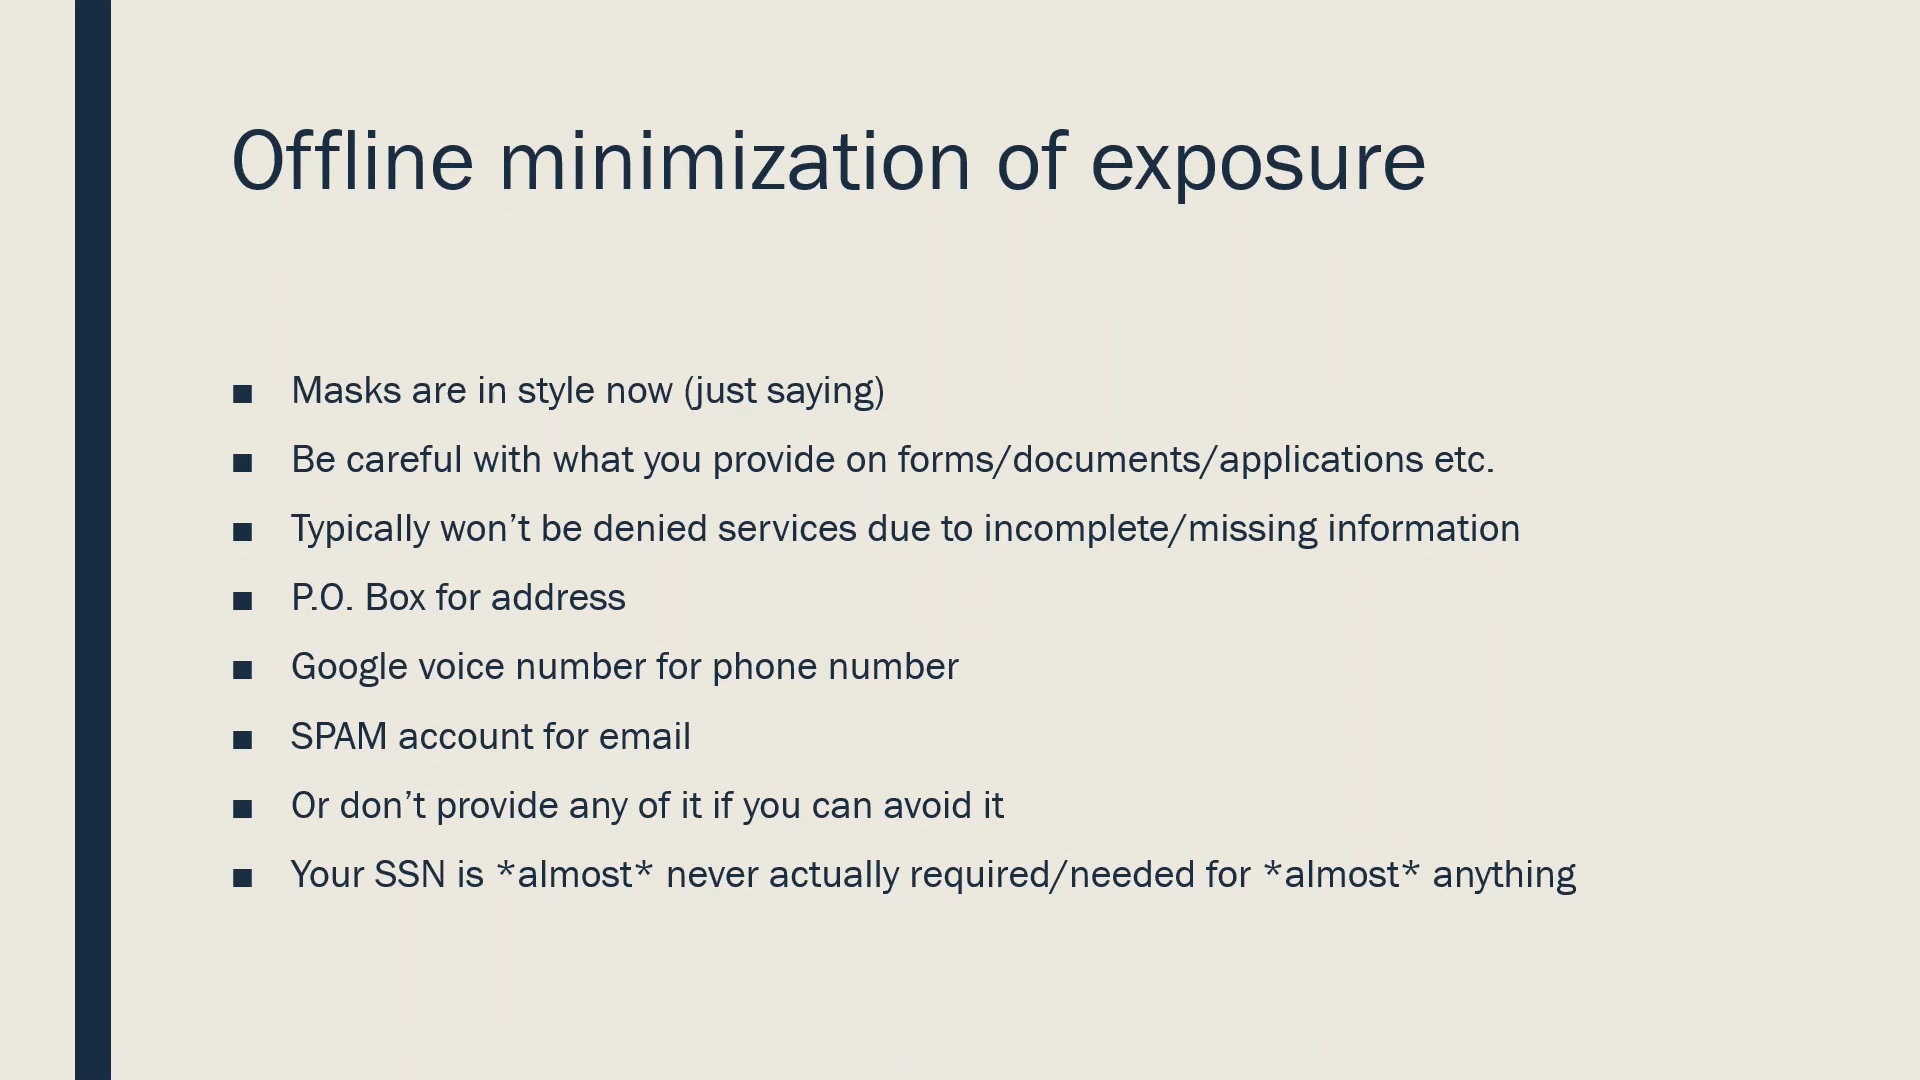 Offline minimization of exposure
■ Masks are in style now (just saying)
■ Be careful with what you provide on forms/documents/applications etc.
■ Typically won’t be denied services due to incomplete/missing information
■ P.O. Box for address
■ Google voice number for phone number
■ SPAM account for email
■ Or don’t provide any of it if you can avoid it
■ Your SSN is *almost* never actually required/needed for *almost* anything